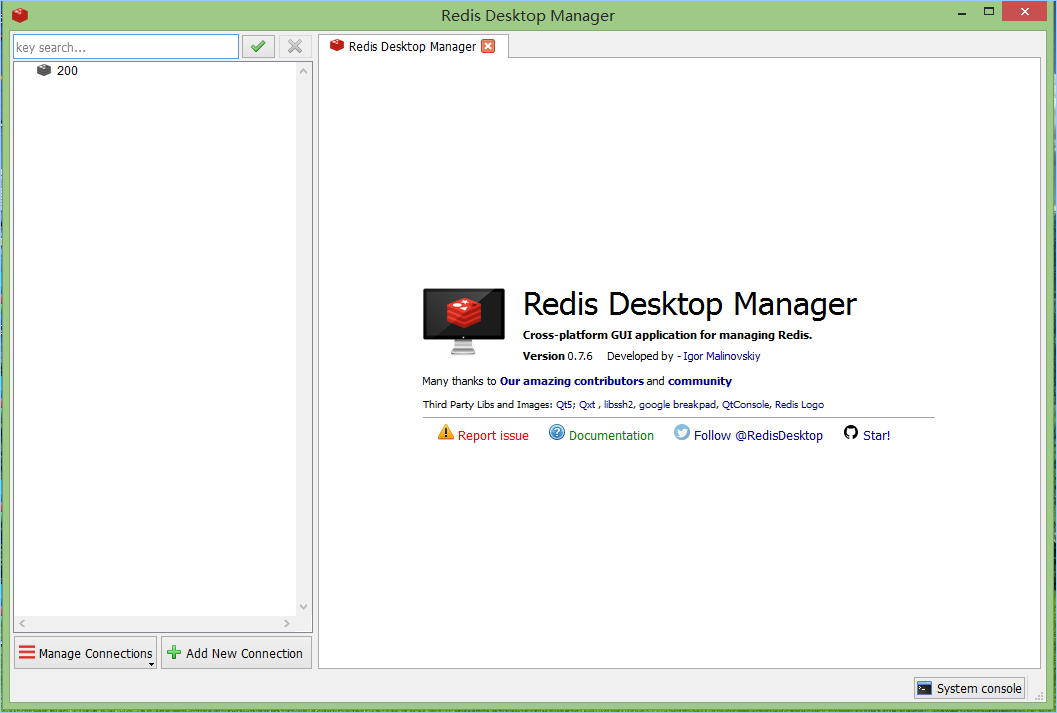 Redis Desktop Manager
key search...
Redis Desktop Manager
200
Redis Desktop Manager
Cross-platform GUI application for managing Redis.
Version 0.7.6 Developed by - Igor Malinovskiy
Many thanks to Our amazing contributors and community
Third Party Libs and Images: Qt5; Qxt , libssh2, google breakpad, QtConsole, Redis Logo
Report issue Documentation Follow @RedisDesktop Star!
Manage Connections Add New Connection
System console